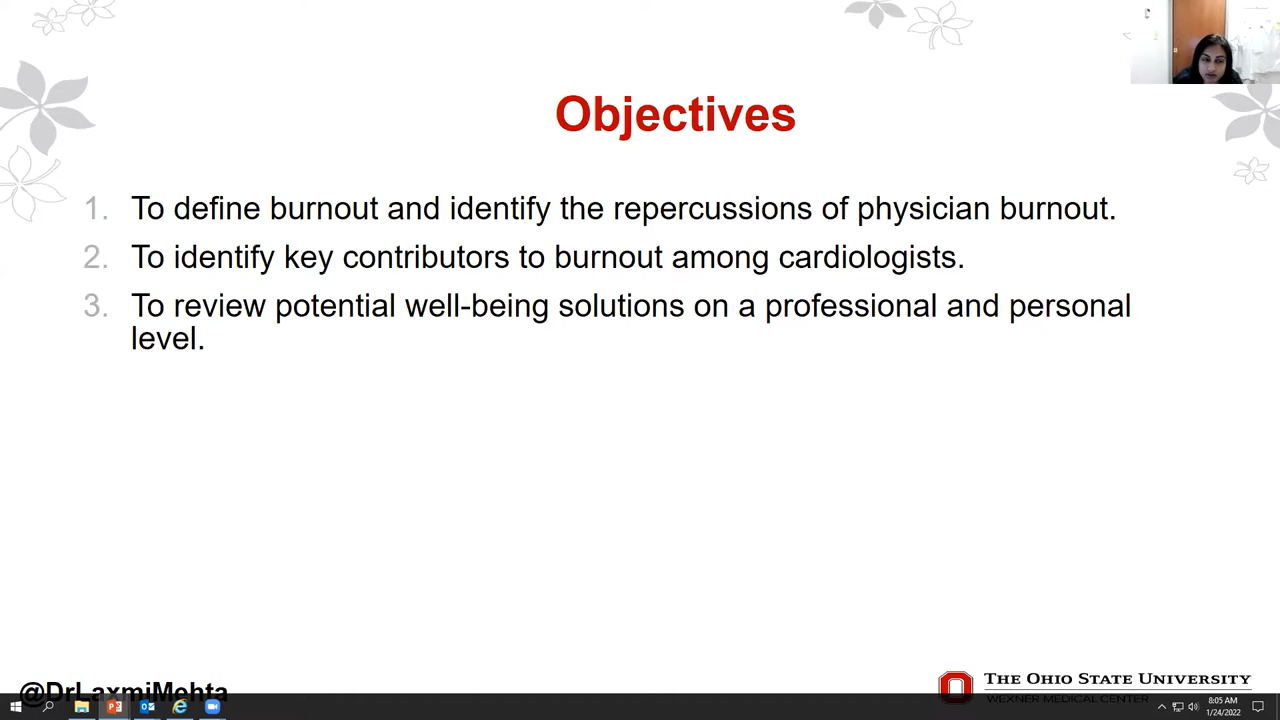 Objectives
1. To define burnout and identify the repercussions of physician burnout.
2. To identify key contributors to burnout among cardiologists.
3. To review potential well-being solutions on a professional and personal
level.
@DrLaxmiMehta
THE OHIO STATE UNIVERSITY
WEXNER MEDICAL CENTER
8:05 AM
1/24/2022